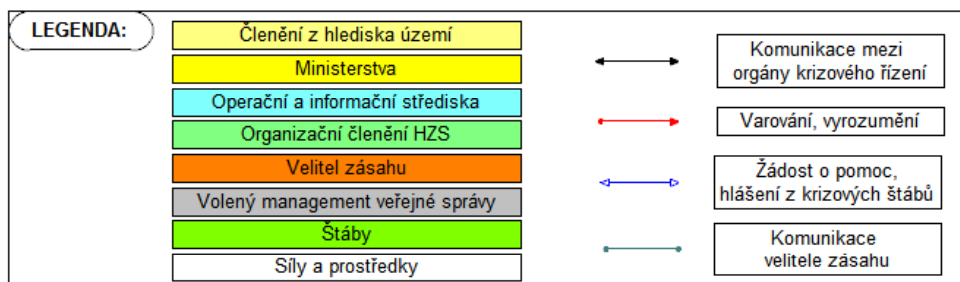 LEGENDA:
Členění z hlediska území
Ministerstva
Operační a informační střediska
Organizační členění HZS
Velitel zásahu
Volený management veřejné správy
Štáby
Síly a prostředky
Komunikace mezi
orgány krizového řízení
Varování, vyrozumění
Žádost o pomoc,
hlášení z krizových štábů
Komunikace
velitele zásahu